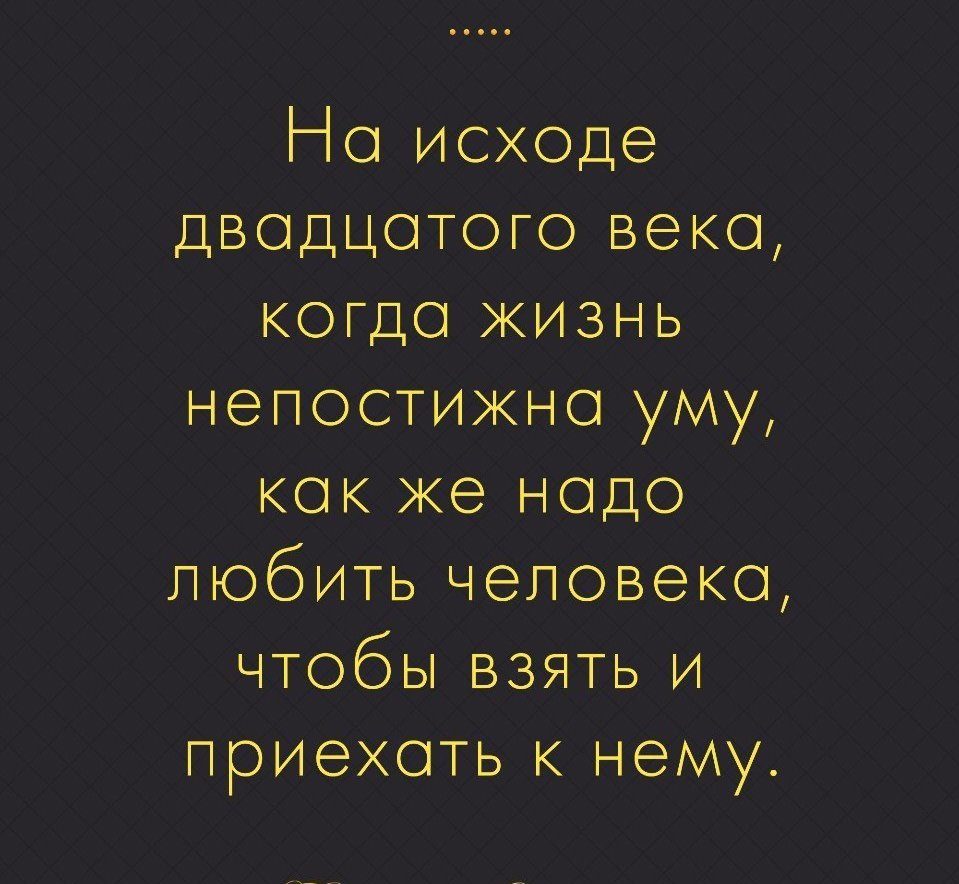 На исходе
двадцатого века,
когда жизнь
непостижна уму,
как же надо
любить человека,
чтобы взять и
приехать к нему.